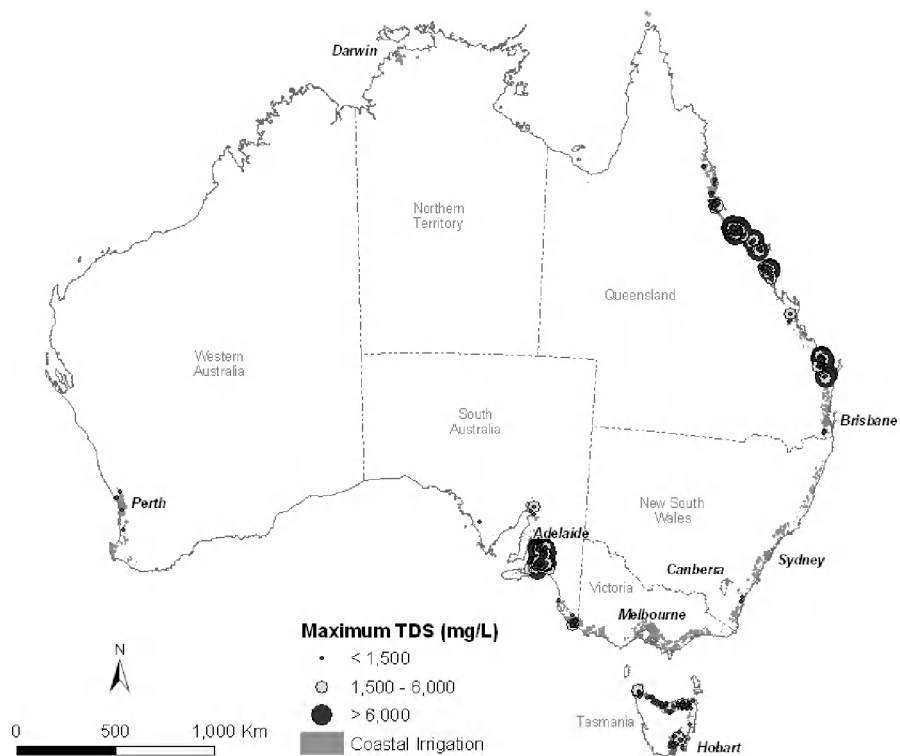 Darwin
Northern
Territory
Queensland
Western
Australia
South
Australia
Brisbane
Perth
New South
Wales
Adelaide
Sydney
Canberra
Victoria
Melbourne
Maximum TDS (mg/L)
< 1,500
1,500 - 6,000
> 6,000
Coastal Irrigation
N
0 500 1,000 Km
Tasmania
Hobart